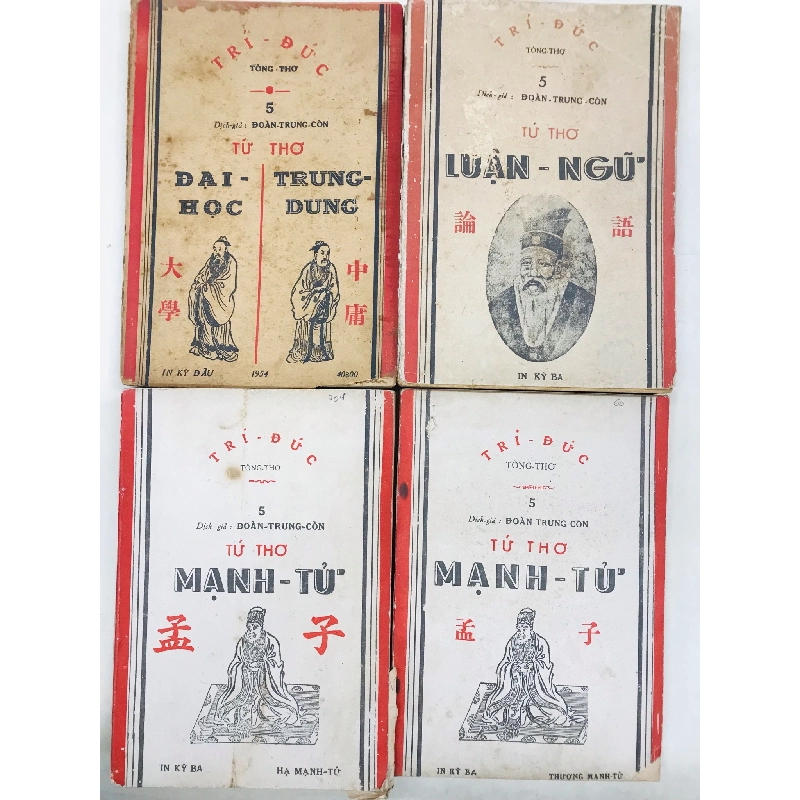 TRÍ - ĐỨC
TÒNG-THƠ
5
Dịch-giả : ĐOÀN-TRUNG-CÒN
TỨ THƠ
ĐẠI -
HỌC
TRUNG-
DUNG
大學
中庸
IN KỲ ĐẦU 1954 40$00
TRÍ - ĐỨC
TÒNG-THƠ
5
Dịch-giả : ĐOÀN-TRUNG-CÒN
TỨ THƠ
LUẬN - NGỮ
論
語
IN KỲ BA
TRÍ - ĐỨC
TÒNG-THƠ
5
Dịch-giả : ĐOÀN-TRUNG-CÒN
TỨ THƠ
MẠNH - TỬ
孟
子
IN KỲ BA
HẠ MẠNH-TỬ
TRÍ - ĐỨC
TÒNG-THƠ
5
Dịch-giả : ĐOÀN TRUNG CÒN
TỨ THƠ
MẠNH - TỬ
孟
子
IN KỲ BA
THƯỢNG MẠNH-TỬ